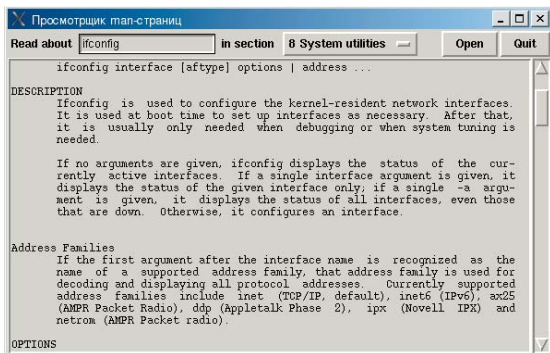 Просмотрщик man-страниц
Read about ifconfig in section 8 System utilities Open Quit
ifconfig interface [aftype] options | address ...
DESCRIPTION
Ifconfig is used to configure the kernel-resident network interfaces.
It is used at boot time to set up interfaces as necessary. After that,
it is usually only needed when debugging or when system tuning is
needed.
If no arguments are given, ifconfig displays the status of the cur-
rently active interfaces. If a single interface argument is given, it
displays the status of the given interface only; if a single -a argu-
ment is given, it displays the status of all interfaces, even those
that are down. Otherwise, it configures an interface.
Address Families
If the first argument after the interface name is recognized as the
name of a supported address family, that address family is used for
decoding and displaying all protocol addresses. Currently supported
address families include inet (TCP/IP, default), inet6 (IPv6), ax25
(AMPR Packet Radio), ddp (Appletalk Phase 2), ipx (Novell IPX) and
netrom (AMPR Packet radio).
OPTIONS